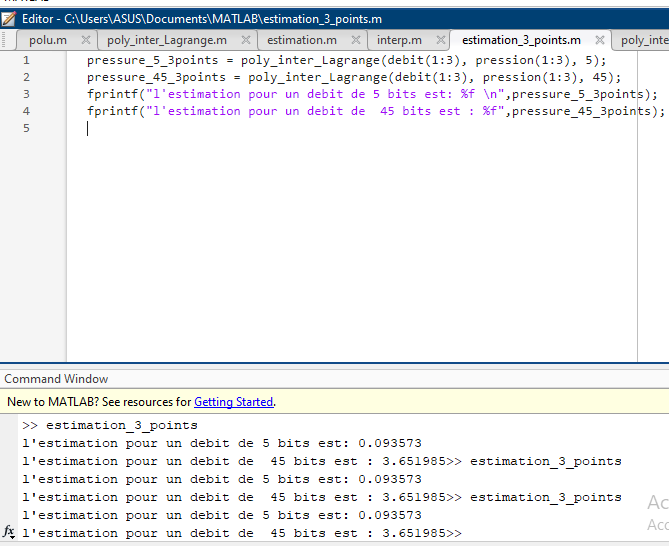 Editor - C:\Users\ASUS\Documents\MATLAB\estimation_3_points.m
polu.m poly_inter_Lagrange.m estimation.m interp.m estimation_3_points.m poly_inte
1 pressure_5_3points = poly_inter_Lagrange(debit(1:3), pression(1:3), 5);
2 pressure_45_3points = poly_inter_Lagrange(debit(1:3), pression(1:3), 45);
3 fprintf("l'estimation pour un debit de 5 bits est: %f \n",pressure_5_3points);
4 fprintf("l'estimation pour un debit de  45 bits est : %f",pressure_45_3points);
5
Command Window
New to MATLAB? See resources for Getting Started.
>> estimation_3_points
l'estimation pour un debit de 5 bits est: 0.093573
l'estimation pour un debit de  45 bits est : 3.651985>> estimation_3_points
l'estimation pour un debit de 5 bits est: 0.093573
l'estimation pour un debit de  45 bits est : 3.651985>> estimation_3_points
l'estimation pour un debit de 5 bits est: 0.093573
fx l'estimation pour un debit de  45 bits est : 3.651985>>
Ac
Acc